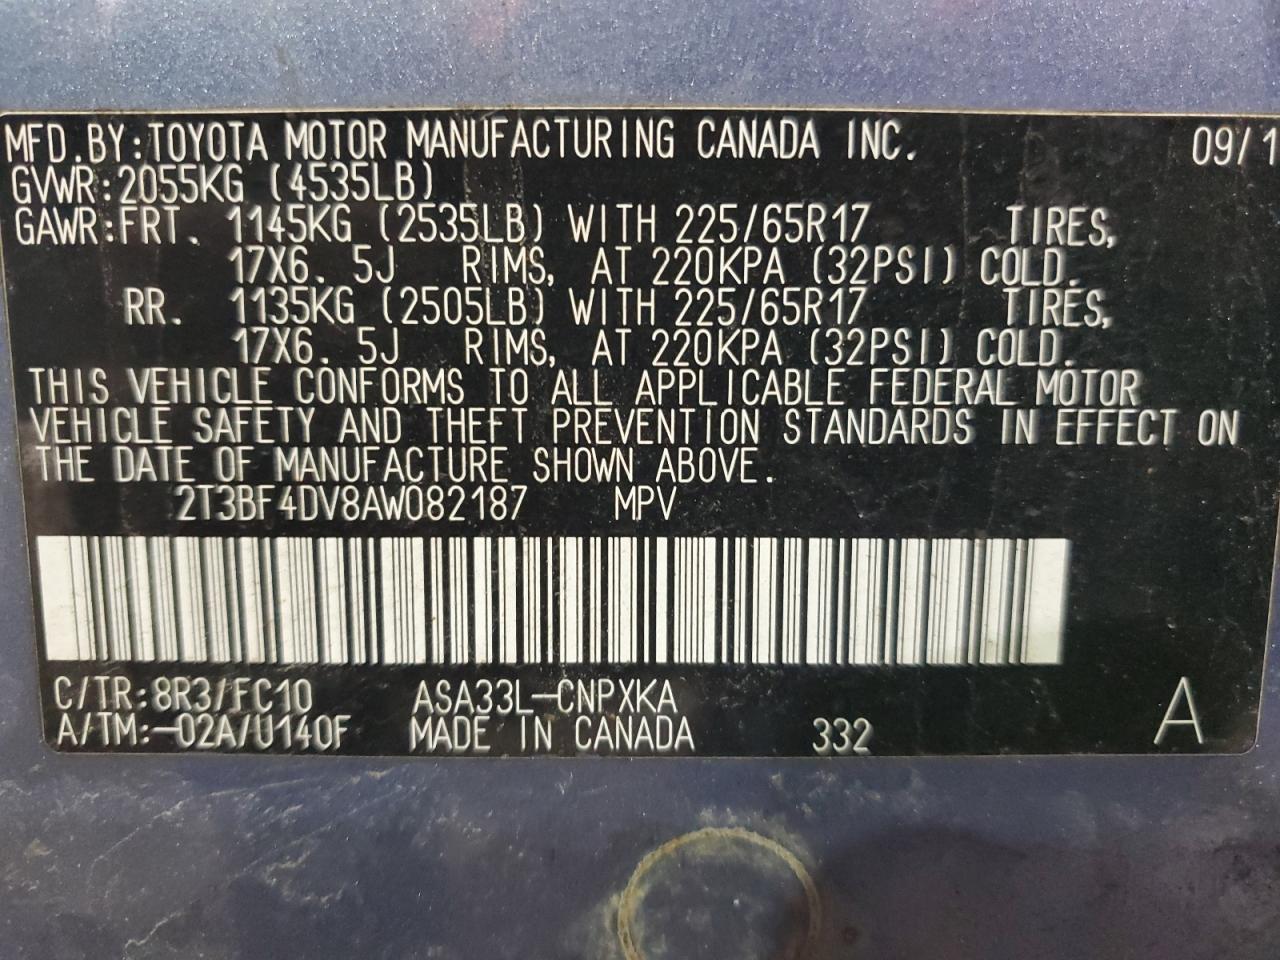 MFD.BY:TOYOTA MOTOR MANUFACTURING CANADA INC. 09/1
GVWR:2055KG (4535LB)
GAWR:FRT. 1145KG (2535LB) WITH 225/65R17 TIRES,
17X6. 5J RIMS, AT 220KPA (32PSI) COLD.
RR. 1135KG (2505LB) WITH 225/65R17 TIRES,
17X6. 5J RIMS, AT 220KPA (32PSI) COLD.
THIS VEHICLE CONFORMS TO ALL APPLICABLE FEDERAL MOTOR
VEHICLE SAFETY AND THEFT PREVENTION STANDARDS IN EFFECT ON
THE DATE OF MANUFACTURE SHOWN ABOVE.
2T3BF4DV8AW082187 MPV
C/TR:8R3/FC10 ASA33L-CNPXKA
A/TM:-02A/U140F MADE IN CANADA 332 A